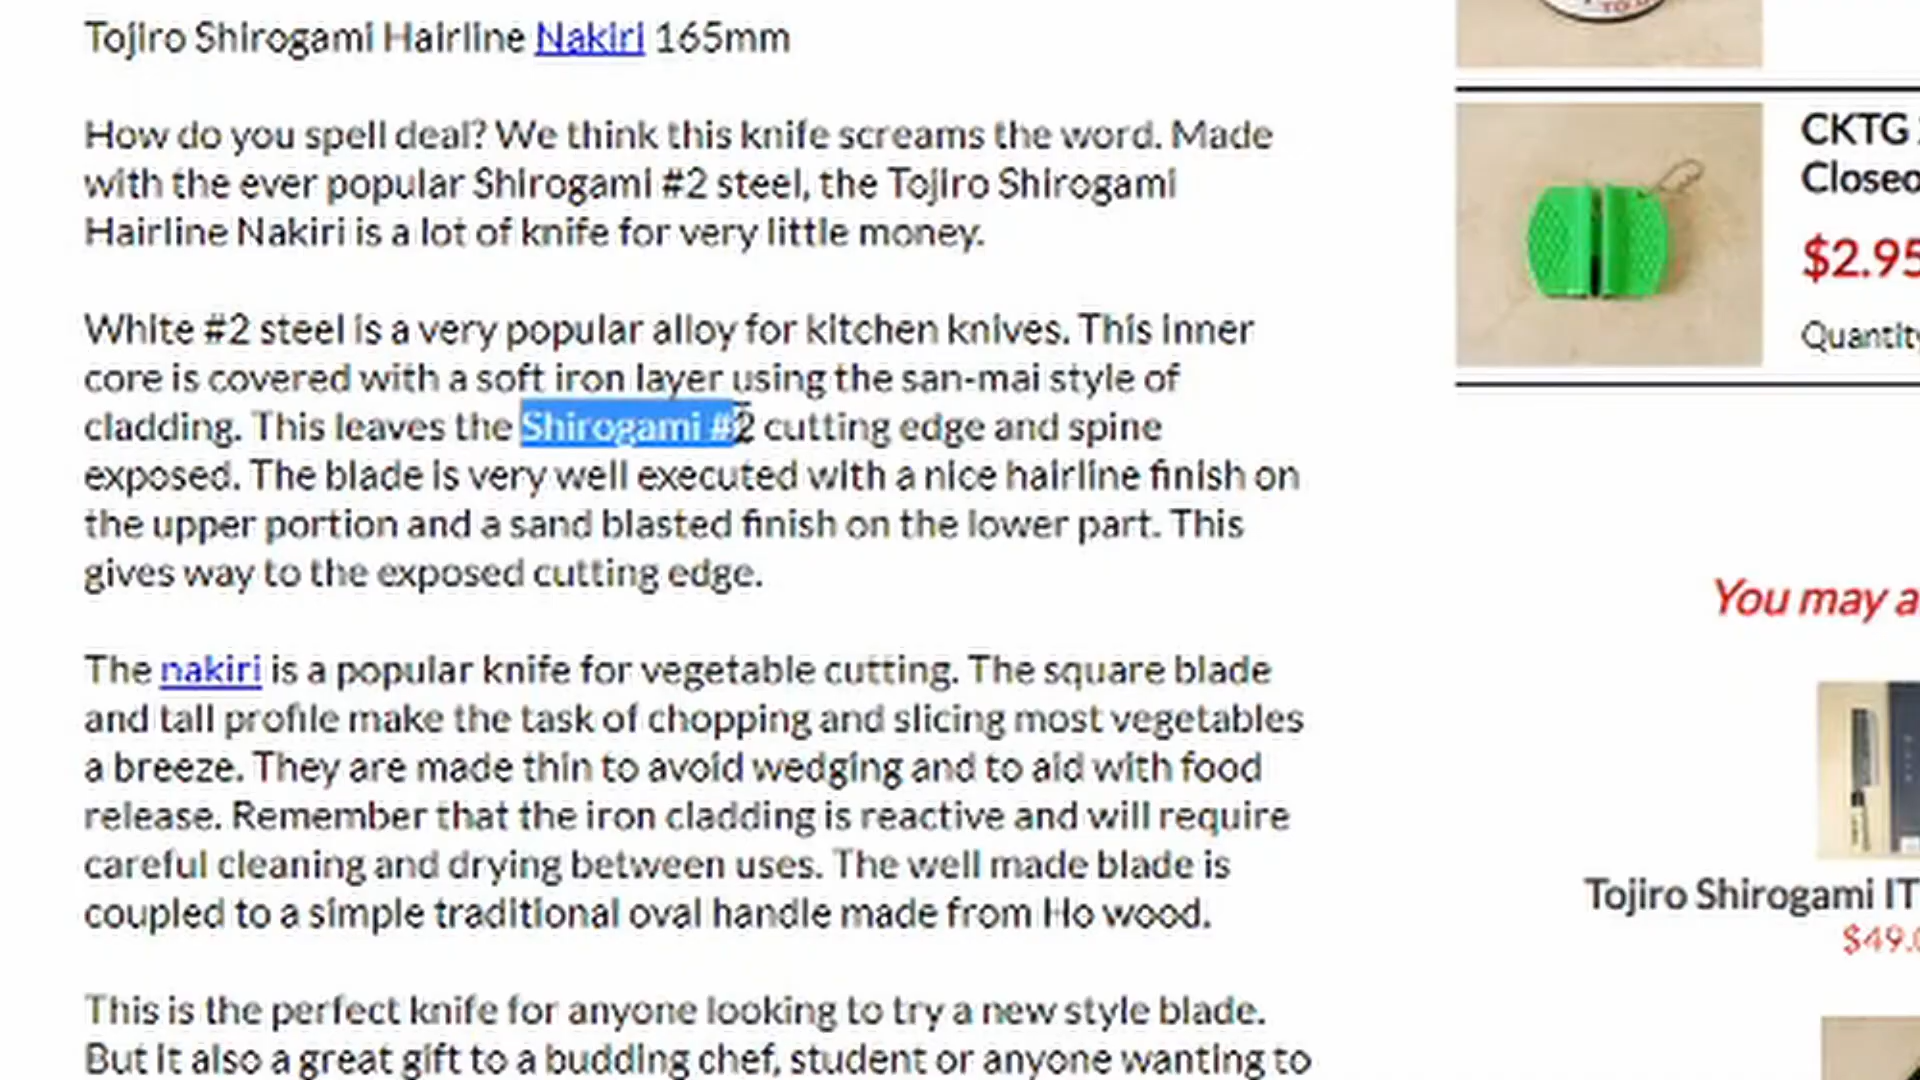 Tojiro Shirogami Hairline Nakiri 165mm
How do you spell deal? We think this knife screams the word. Made
with the ever popular Shirogami #2 steel, the Tojiro Shirogami
Hairline Nakiri is a lot of knife for very little money.
White #2 steel is a very popular alloy for kitchen knives. This inner
core is covered with a soft iron layer using the san-mai style of
cladding. This leaves the Shirogami #2 cutting edge and spine
exposed. The blade is very well executed with a nice hairline finish on
the upper portion and a sand blasted finish on the lower part. This
gives way to the exposed cutting edge.
The nakiri is a popular knife for vegetable cutting. The square blade
and tall profile make the task of chopping and slicing most vegetables
a breeze. They are made thin to avoid wedging and to aid with food
release. Remember that the iron cladding is reactive and will require
careful cleaning and drying between uses. The well made blade is
coupled to a simple traditional oval handle made from Ho wood.
This is the perfect knife for anyone looking to try a new style blade.
But it also a great gift to a budding chef, student or anyone wanting to
CKTG
Closeo
$2.95
Quantity
You may a
Tojiro Shirogami IT
$49.